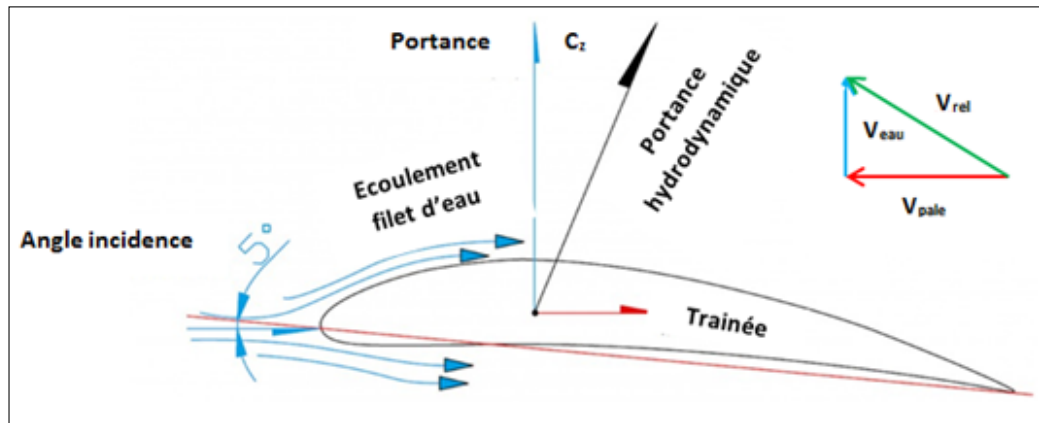 Portance
Cz
Portance
hydrodynamique
Vrel
Veau
Vpale
Ecoulement
filet d'eau
Angle incidence
5°
Trainée